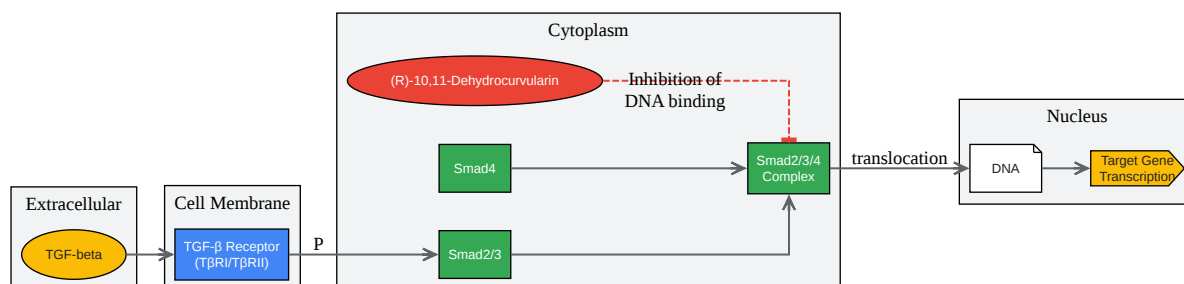 Cytoplasm
(R)-10,11-Dehydrocurvularin
Inhibition of
DNA binding
Nucleus
Smad4
Smad2/3/4
Complex
translocation
DNA
Target Gene
Transcription
Extracellular
Cell Membrane
TGF-beta
TGF-β Receptor
(TβRI/TβRII)
P
Smad2/3